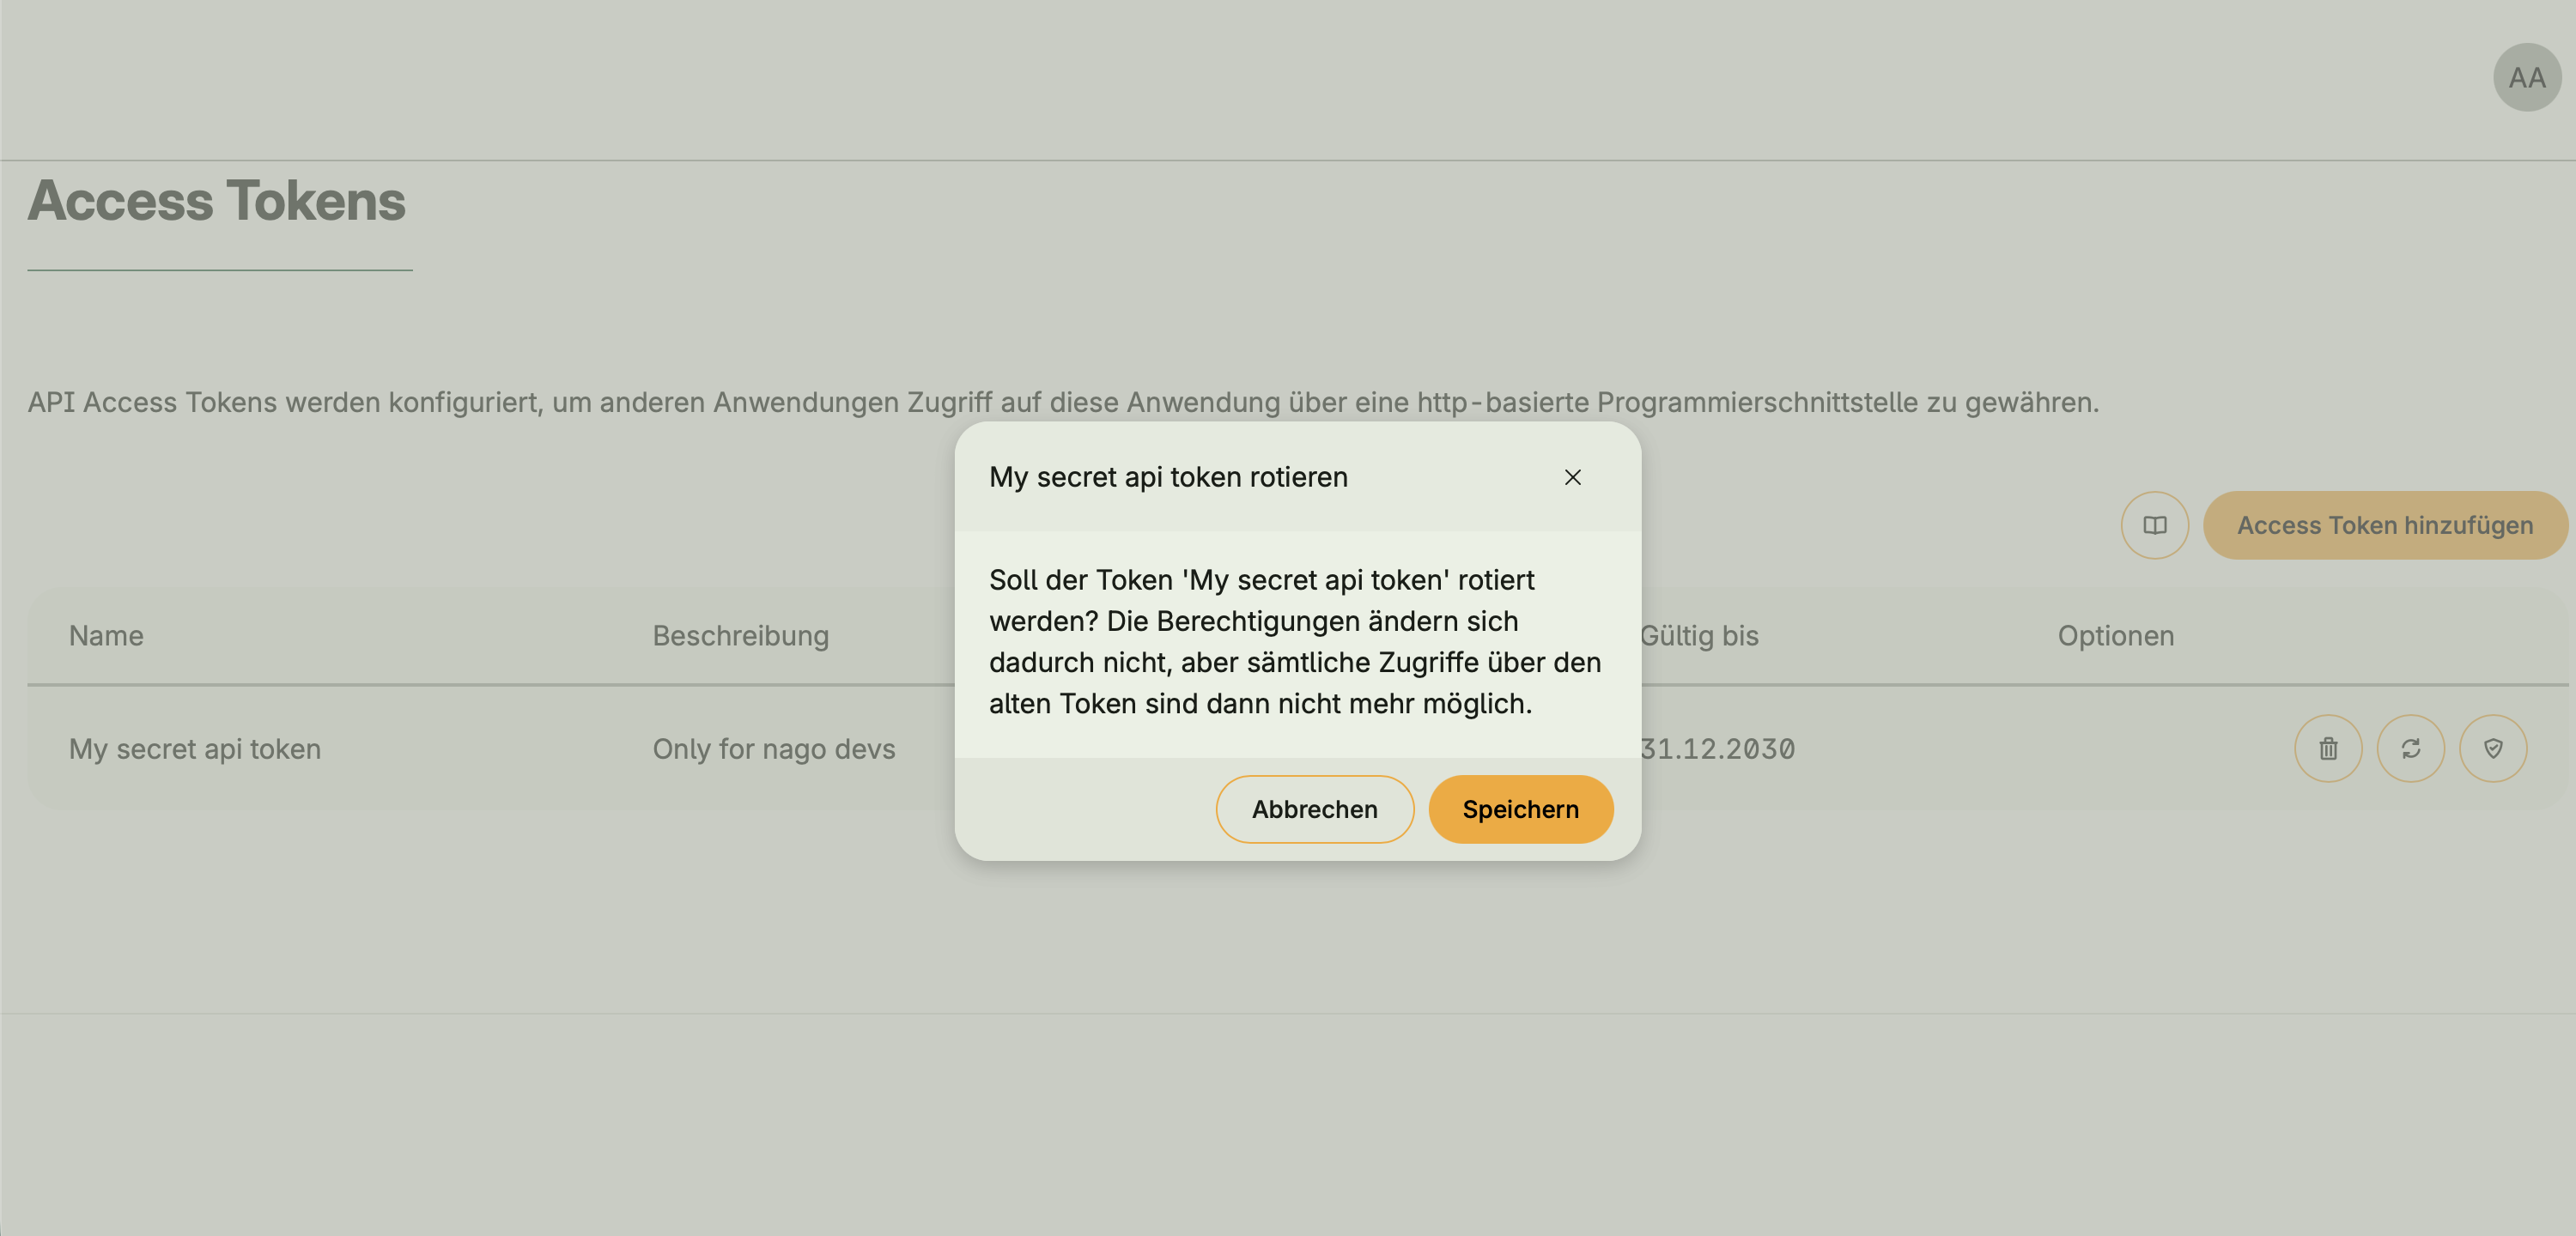 AA
Access Tokens
API Access Tokens werden konfiguriert, um anderen Anwendungen Zugriff auf diese Anwendung über eine http-basierte Programmierschnittstelle zu gewähren.
My secret api token rotieren
Soll der Token 'My secret api token' rotiert
werden? Die Berechtigungen ändern sich
dadurch nicht, aber sämtliche Zugriffe über den
alten Token sind dann nicht mehr möglich.
Abbrechen Speichern
Access Token hinzufügen
Name Beschreibung Gültig bis Optionen
My secret api token Only for nago devs 31.12.2030